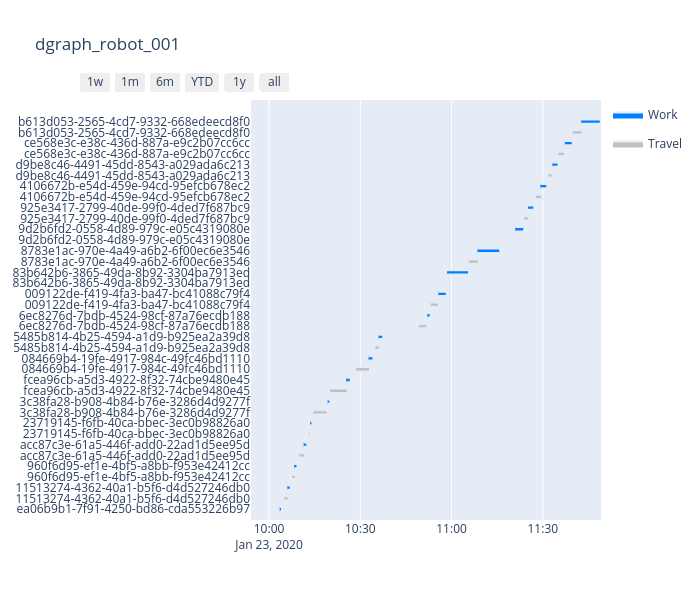 dgraph_robot_001
1w 1m 6m YTD 1y all
Work
Travel
b613d053-2565-4cd7-9332-668edeecd8f0
b613d053-2565-4cd7-9332-668edeecd8f0
ce568e3c-e38c-436d-887a-e9c2b07cc6cc
ce568e3c-e38c-436d-887a-e9c2b07cc6cc
d9be8c46-4491-45dd-8543-a029ada6c213
d9be8c46-4491-45dd-8543-a029ada6c213
4106672b-e54d-459e-94cd-95efcb678ec2
4106672b-e54d-459e-94cd-95efcb678ec2
925e3417-2799-40de-99f0-4ded7f687bc9
925e3417-2799-40de-99f0-4ded7f687bc9
9d2b6fd2-0558-4d89-979c-e05c4319080e
9d2b6fd2-0558-4d89-979c-e05c4319080e
8783e1ac-970e-4a49-a6b2-6f00ec6e3546
8783e1ac-970e-4a49-a6b2-6f00ec6e3546
83b642b6-3865-49da-8b92-3304ba7913ed
83b642b6-3865-49da-8b92-3304ba7913ed
009122de-f419-4fa3-ba47-bc41088c79f4
009122de-f419-4fa3-ba47-bc41088c79f4
6ec8276d-7bdb-4524-98cf-87a76ecdb188
6ec8276d-7bdb-4524-98cf-87a76ecdb188
5485b814-4b25-4594-a1d9-b925ea2a39d8
5485b814-4b25-4594-a1d9-b925ea2a39d8
084669b4-19fe-4917-984c-49fc46bd1110
084669b4-19fe-4917-984c-49fc46bd1110
fcea96cb-a5d3-4922-8f32-74cbe9480e45
fcea96cb-a5d3-4922-8f32-74cbe9480e45
3c38fa28-b908-4b84-b76e-3286d4d9277f
3c38fa28-b908-4b84-b76e-3286d4d9277f
23719145-f6fb-40ca-bbec-3ec0b98826a0
23719145-f6fb-40ca-bbec-3ec0b98826a0
acc87c3e-61a5-446f-add0-22ad1d5ee95d
acc87c3e-61a5-446f-add0-22ad1d5ee95d
960f6d95-ef1e-4bf5-a8bb-f953e42412cc
960f6d95-ef1e-4bf5-a8bb-f953e42412cc
11513274-4362-40a1-b5f6-d4d527246db0
11513274-4362-40a1-b5f6-d4d527246db0
ea06b9b1-7f91-4250-bd86-cda553226b97
10:00 10:30 11:00 11:30
Jan 23, 2020